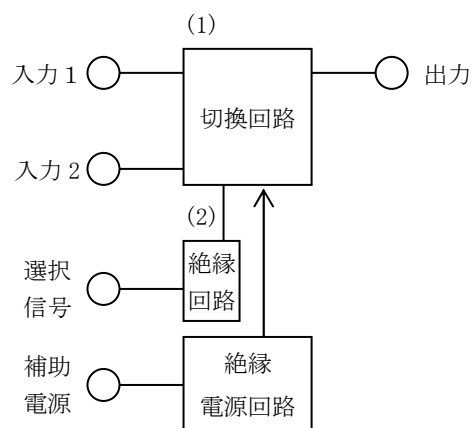 (1)
入力1
切換回路
出力
入力2
(2)
選択
信号
絶縁
回路
補助
電源
絶縁
電源回路